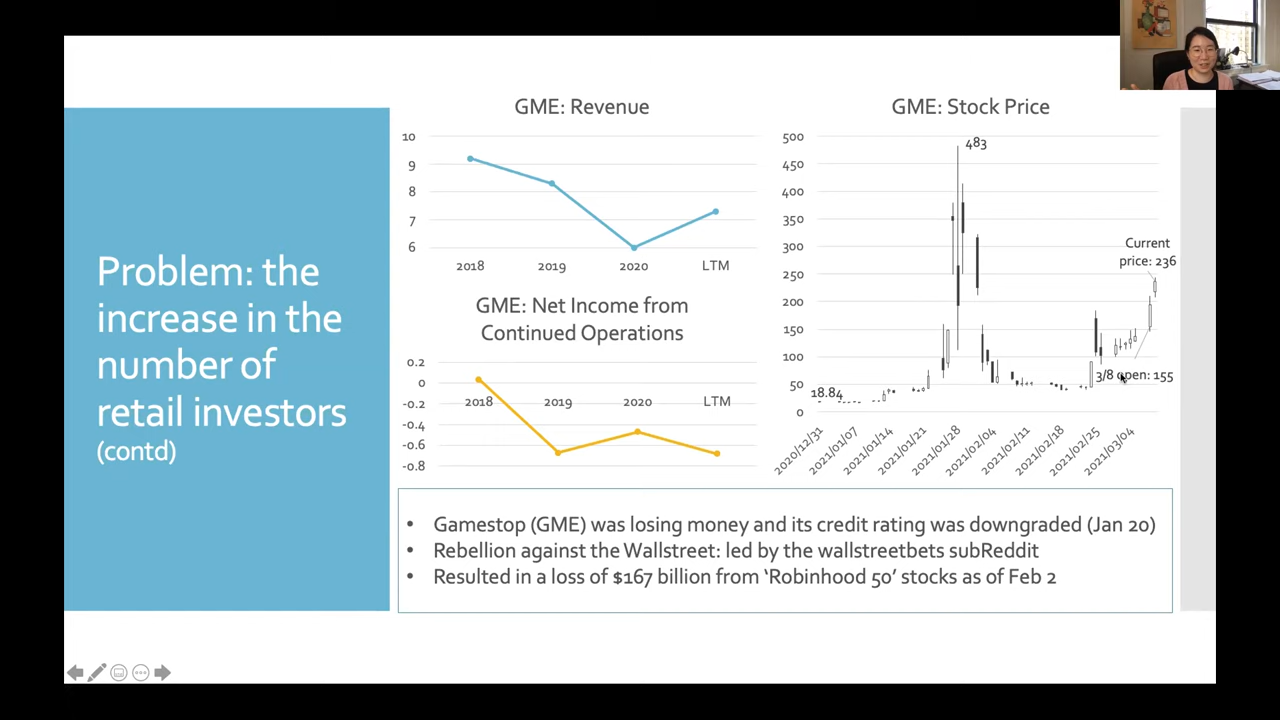 Problem: the
increase in the
number of
retail investors
(contd)
GME: Revenue
10
9
8
7
6
2018
2019
2020
LTM
GME: Net Income from
Continued Operations
0.2
0
-0.2
-0.4
-0.6
-0.8
2018
2019
2020
LTM
GME: Stock Price
500
450
400
350
300
250
200
150
100
50
0
483
Current
price: 236
3/8 open: 155
18.84
2020/12/31
2021/01/07
2021/01/14
2021/01/21
2021/01/28
2021/02/04
2021/02/11
2021/02/18
2021/02/25
2021/03/04
• Gamestop (GME) was losing money and its credit rating was downgraded (Jan 20)
• Rebellion against the Wallstreet: led by the wallstreetbets subReddit
• Resulted in a loss of $167 billion from ‘Robinhood 50’ stocks as of Feb 2